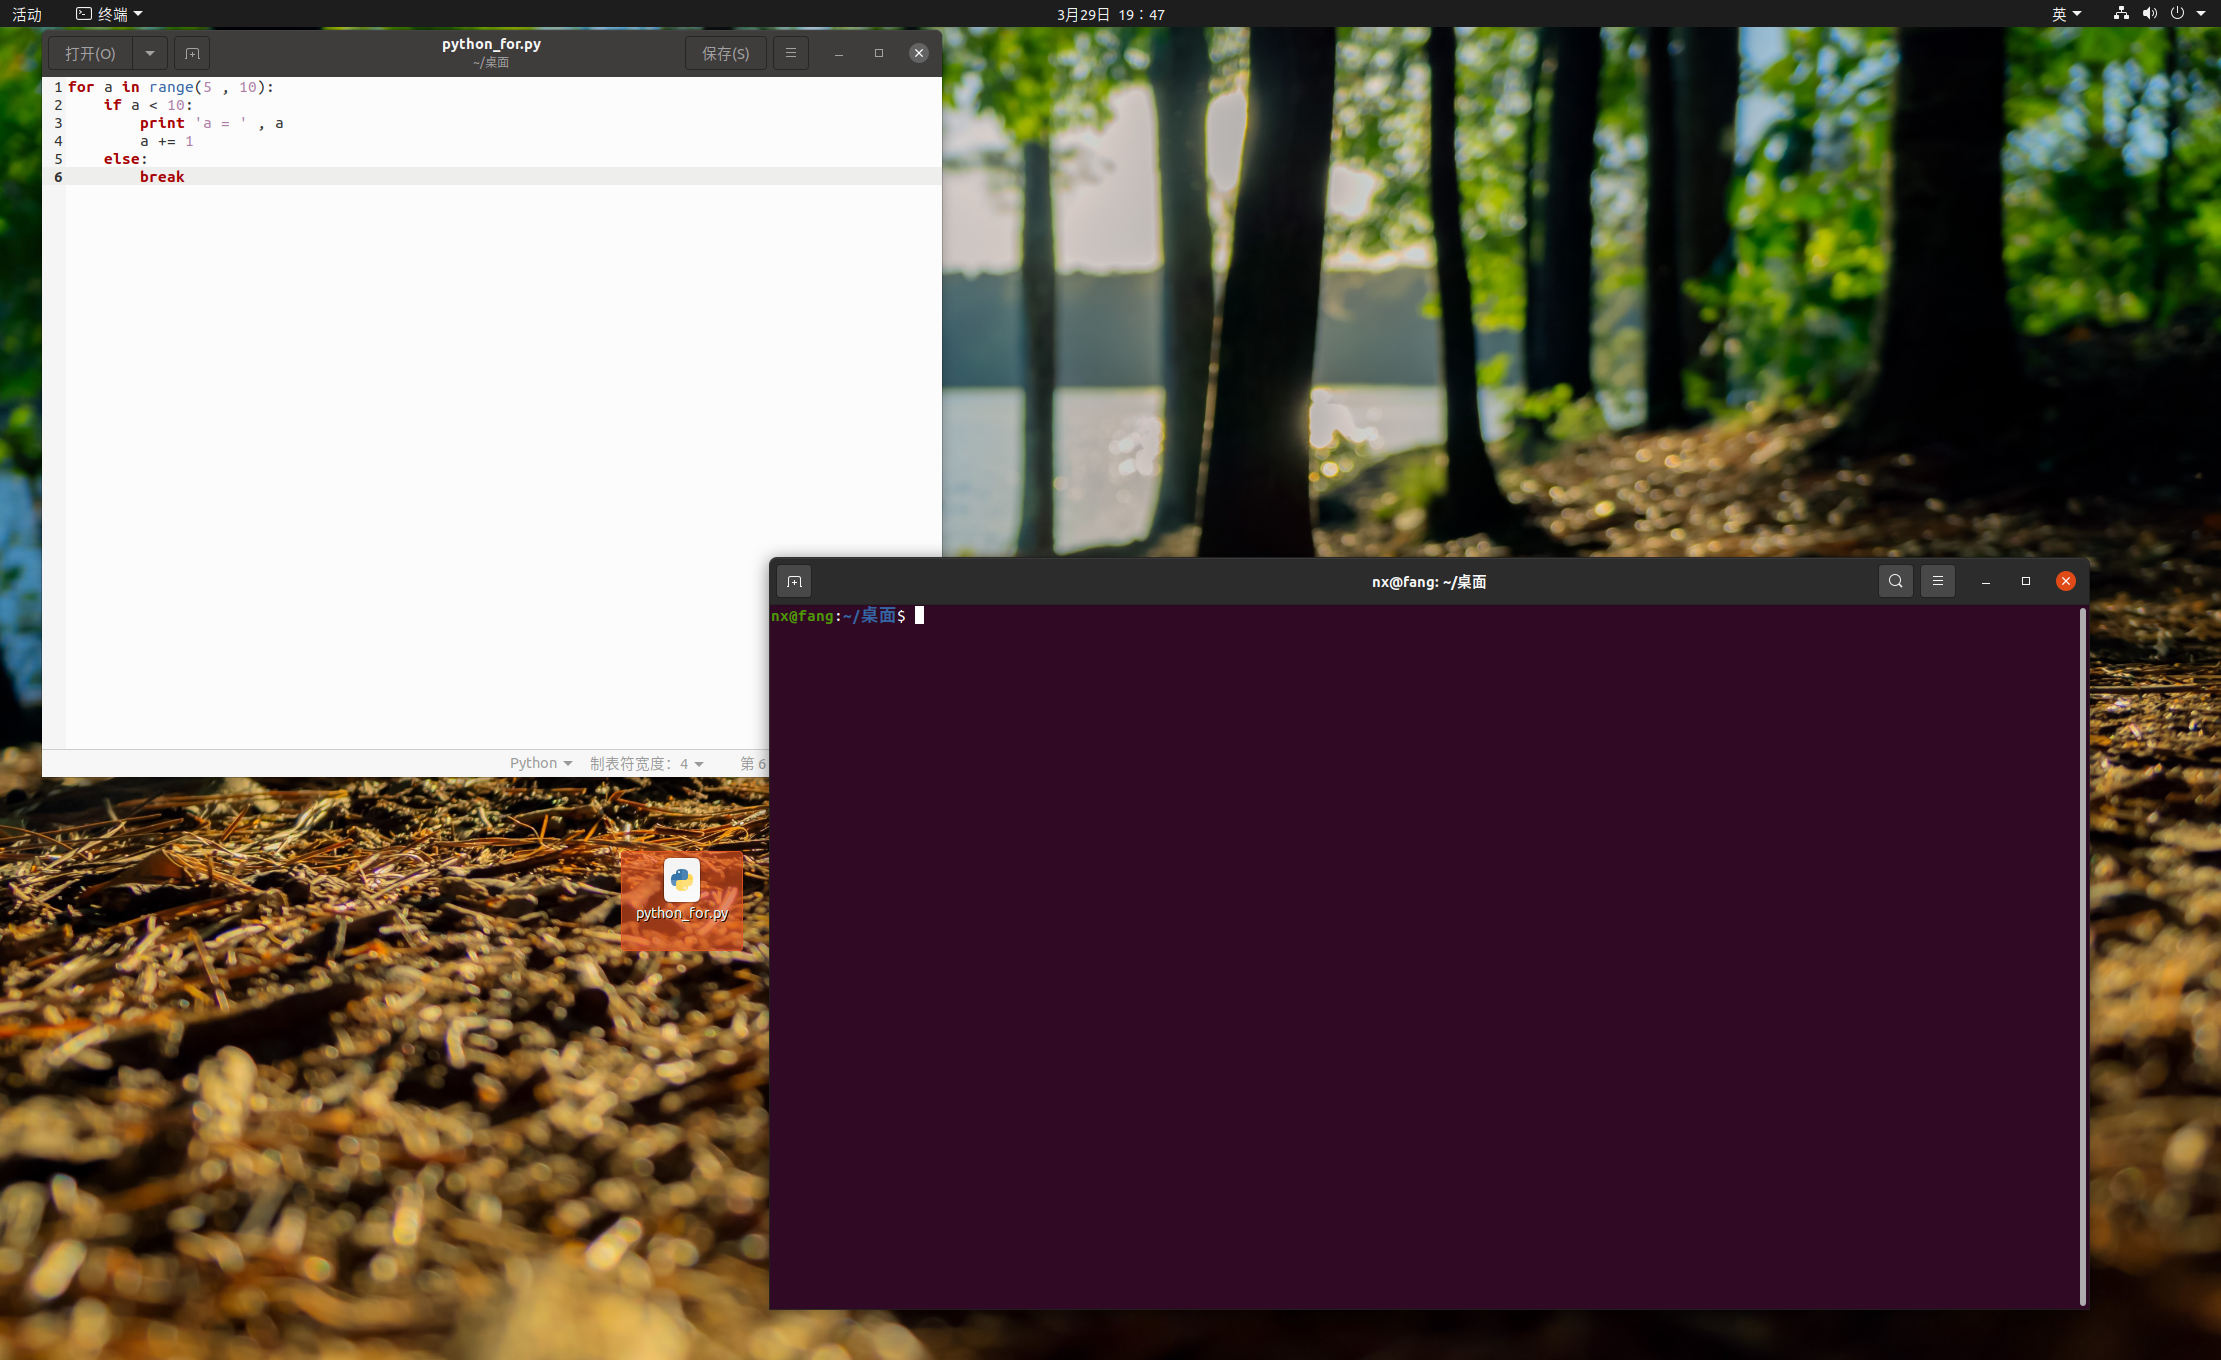 活动 终端 3月29日 19：47 英
打开(O) python_for.py 保存(S)
~/桌面
1 for a in range(5 , 10):
2     if a < 10:
3         print 'a = ' , a
4         a += 1
5     else:
6         break
Python 制表符宽度：4 第 6
nx@fang: ~/桌面
nx@fang:~/桌面$
python_for.py